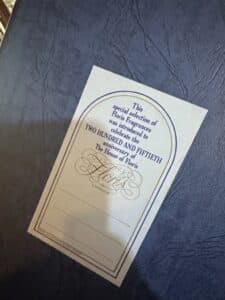 This
special selection of
Floris Fragrances
was introduced to
celebrate the
TWO HUNDRED AND FIFTIETH
anniversary of
The House of Floris
Floris